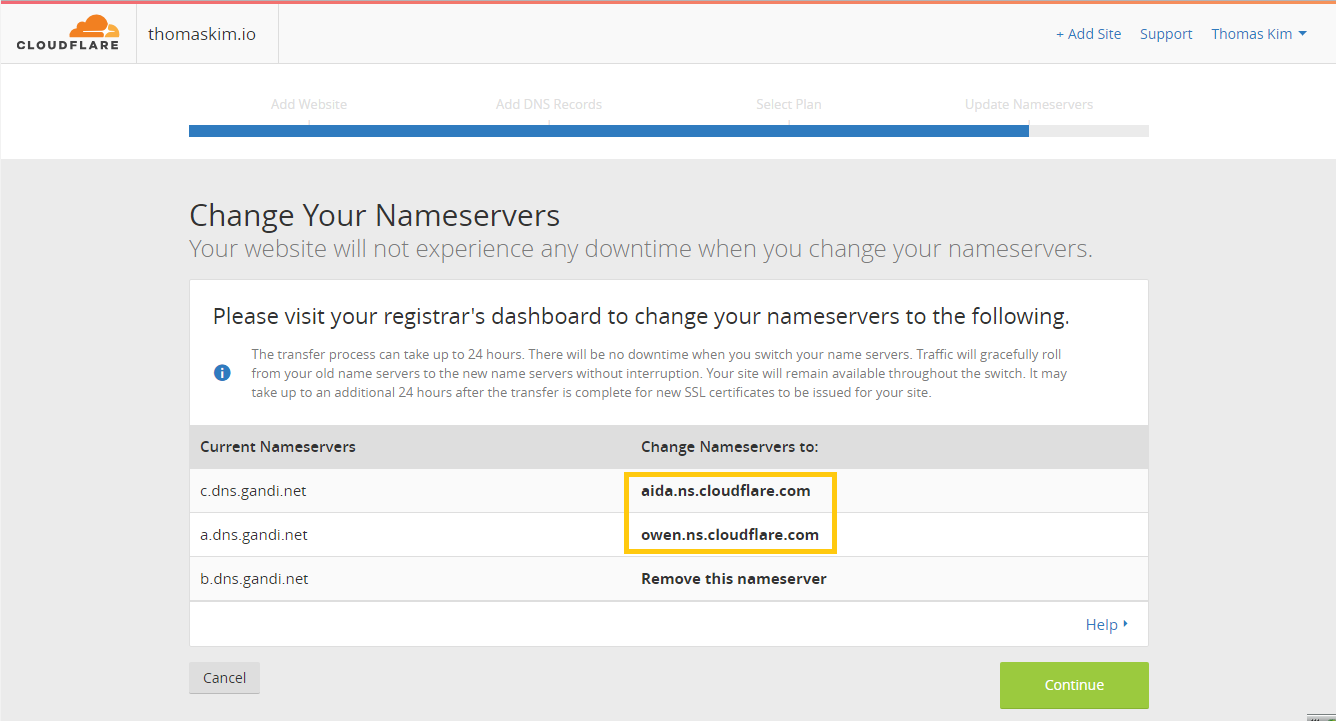 CLOUDFLARE
thomaskim.io
+ Add Site Support Thomas Kim
Add Website Add DNS Records Select Plan Update Nameservers
Change Your Nameservers
Your website will not experience any downtime when you change your nameservers.
Please visit your registrar's dashboard to change your nameservers to the following.
The transfer process can take up to 24 hours. There will be no downtime when you switch your name servers. Traffic will gracefully roll
from your old name servers to the new name servers without interruption. Your site will remain available throughout the switch. It may
take up to an additional 24 hours after the transfer is complete for new SSL certificates to be issued for your site.
Current Nameservers Change Nameservers to:
c.dns.gandi.net aida.ns.cloudflare.com
a.dns.gandi.net owen.ns.cloudflare.com
b.dns.gandi.net Remove this nameserver
Help
Cancel
Continue